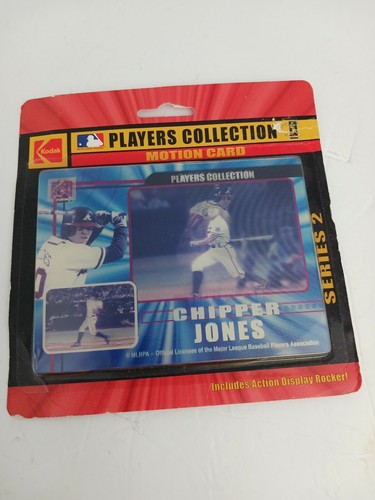 Kodak
PLAYERS COLLECTION
MOTION CARD
PLAYERS COLLECTION
CHIPPER
JONES
© MLBPA – Official Licensee of the Major League Baseball Players Association
SERIES 2
Includes Action Display Rocker!